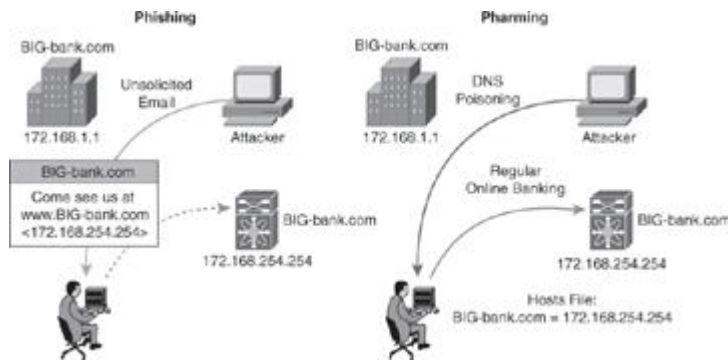 Phishing
BIG-bank.com
172.168.1.1
Unsolicited
Email
Attacker
BIG-bank.com
Come see us at
www.BIG-bank.com
<172.168.254.254>
BIG-bank.com
172.168.254.254
Pharming
BIG-bank.com
172.168.1.1
DNS
Poisoning
Attacker
Regular
Online Banking
BIG-bank.com
172.168.254.254
Hosts File:
BIG-bank.com = 172.168.254.254